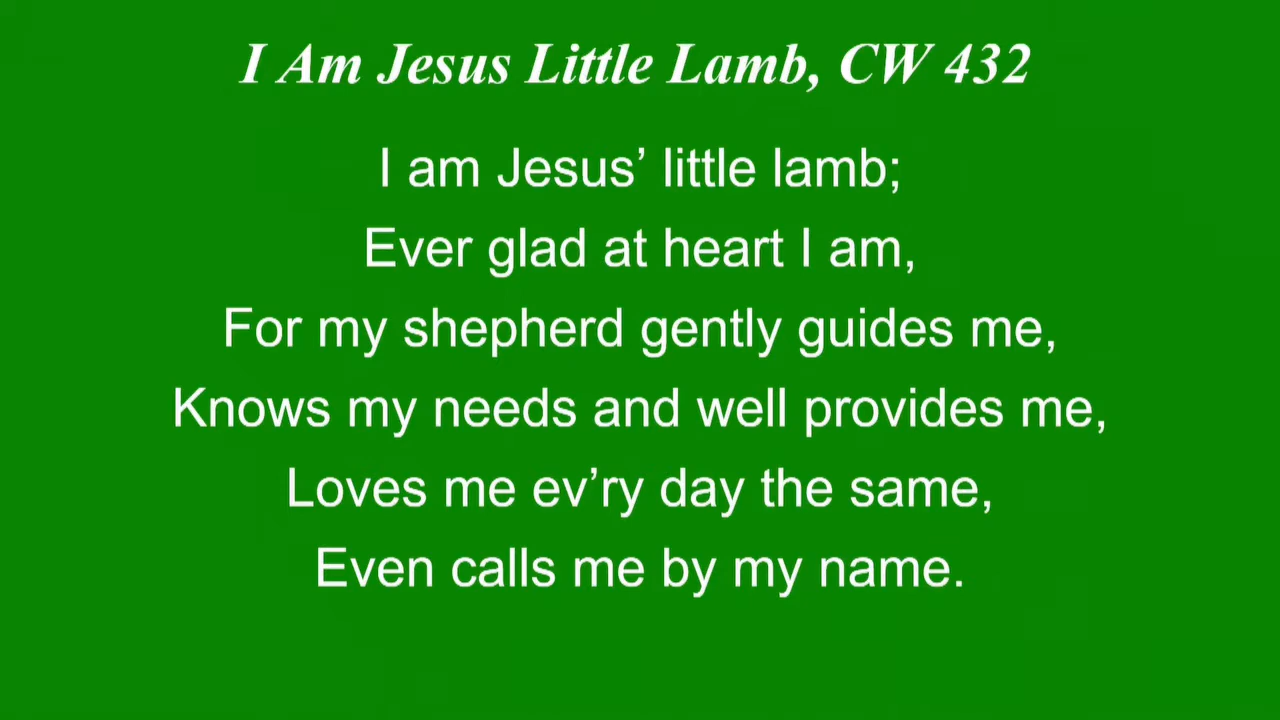 I Am Jesus Little Lamb, CW 432
I am Jesus’ little lamb;
Ever glad at heart I am,
For my shepherd gently guides me,
Knows my needs and well provides me,
Loves me ev’ry day the same,
Even calls me by my name.